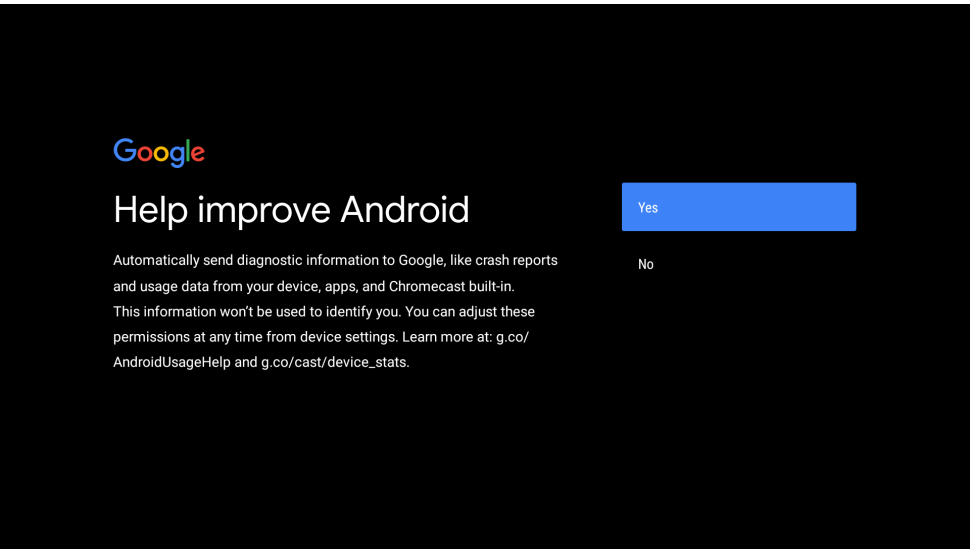 Google
Help improve Android
Automatically send diagnostic information to Google, like crash reports
and usage data from your device, apps, and Chromecast built-in.
This information won't be used to identify you. You can adjust these
permissions at any time from device settings. Learn more at: g.co/
AndroidUsageHelp and g.co/cast/device_stats.
Yes
No